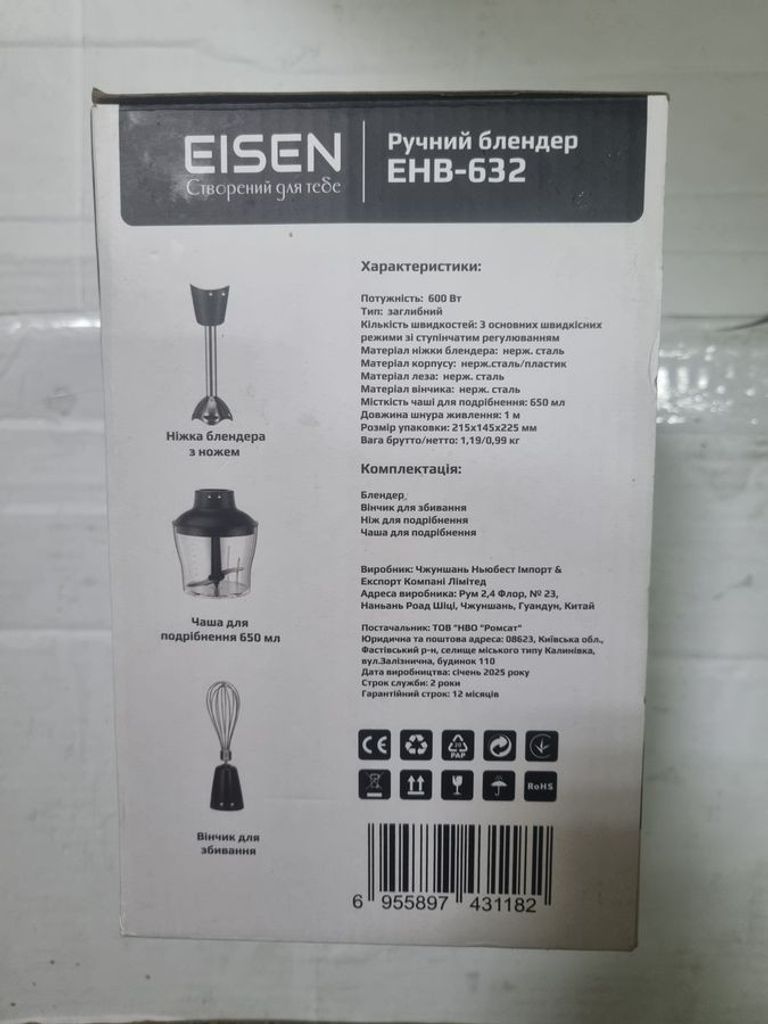 EISEN
Створений для тебе
Ручний блендер
EHB-632
Ніжка блендера
з ножем
Чаша для
подрібнення 650 мл
Вінчик для
збивання
Характеристики:
Потужність: 600 Вт
Тип: заглибний
Кількість швидкостей: 3 основних швидкісних
режими зі ступінчатим регулюванням
Матеріал ніжки блендера: нерж. сталь
Матеріал корпусу: нерж.сталь/пластик
Матеріал леза: нерж. сталь
Матеріал вінчика: нерж. сталь
Місткість чаші для подрібнення: 650 мл
Довжина шнура живлення: 1 м
Розмір упаковки: 215х145х225 мм
Вага брутто/нетто: 1,19/0,99 кг
Комплектація:
Блендер
Вінчик для збивання
Ніж для подрібнення
Чаша для подрібнення
Виробник: Чжуншань Ньюбест Імпорт &
Експорт Компані Лімітед
Адреса виробника: Рум 2,4 Флор, № 23,
Наньань Роад Шіці, Чжуншань, Гуандун, Китай
Постачальник: ТОВ "НВО "Ромсат"
Юридична та поштова адреса: 08623, Київська обл.,
Фастівський р-н, селище міського типу Калинівка,
вул.Залізнична, будинок 110
Дата виробництва: січень 2025 року
Строк служби: 2 роки
Гарантійний строк: 12 місяців
CE
20
PAP
RoHS
6 955897 431182